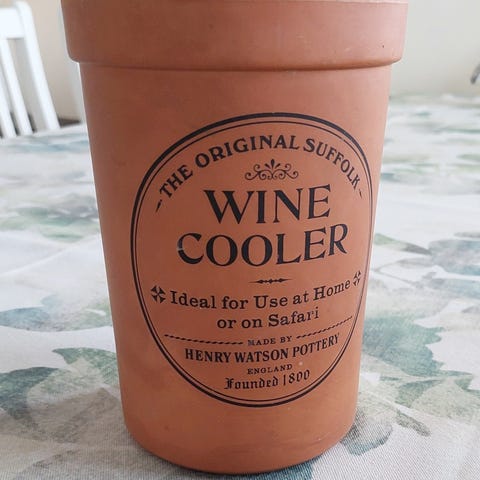 THE ORIGINAL SUFFOLK
WINE
COOLER
Ideal for Use at Home
or on Safari
MADE BY
HENRY WATSON POTTERY
ENGLAND
Founded 1800